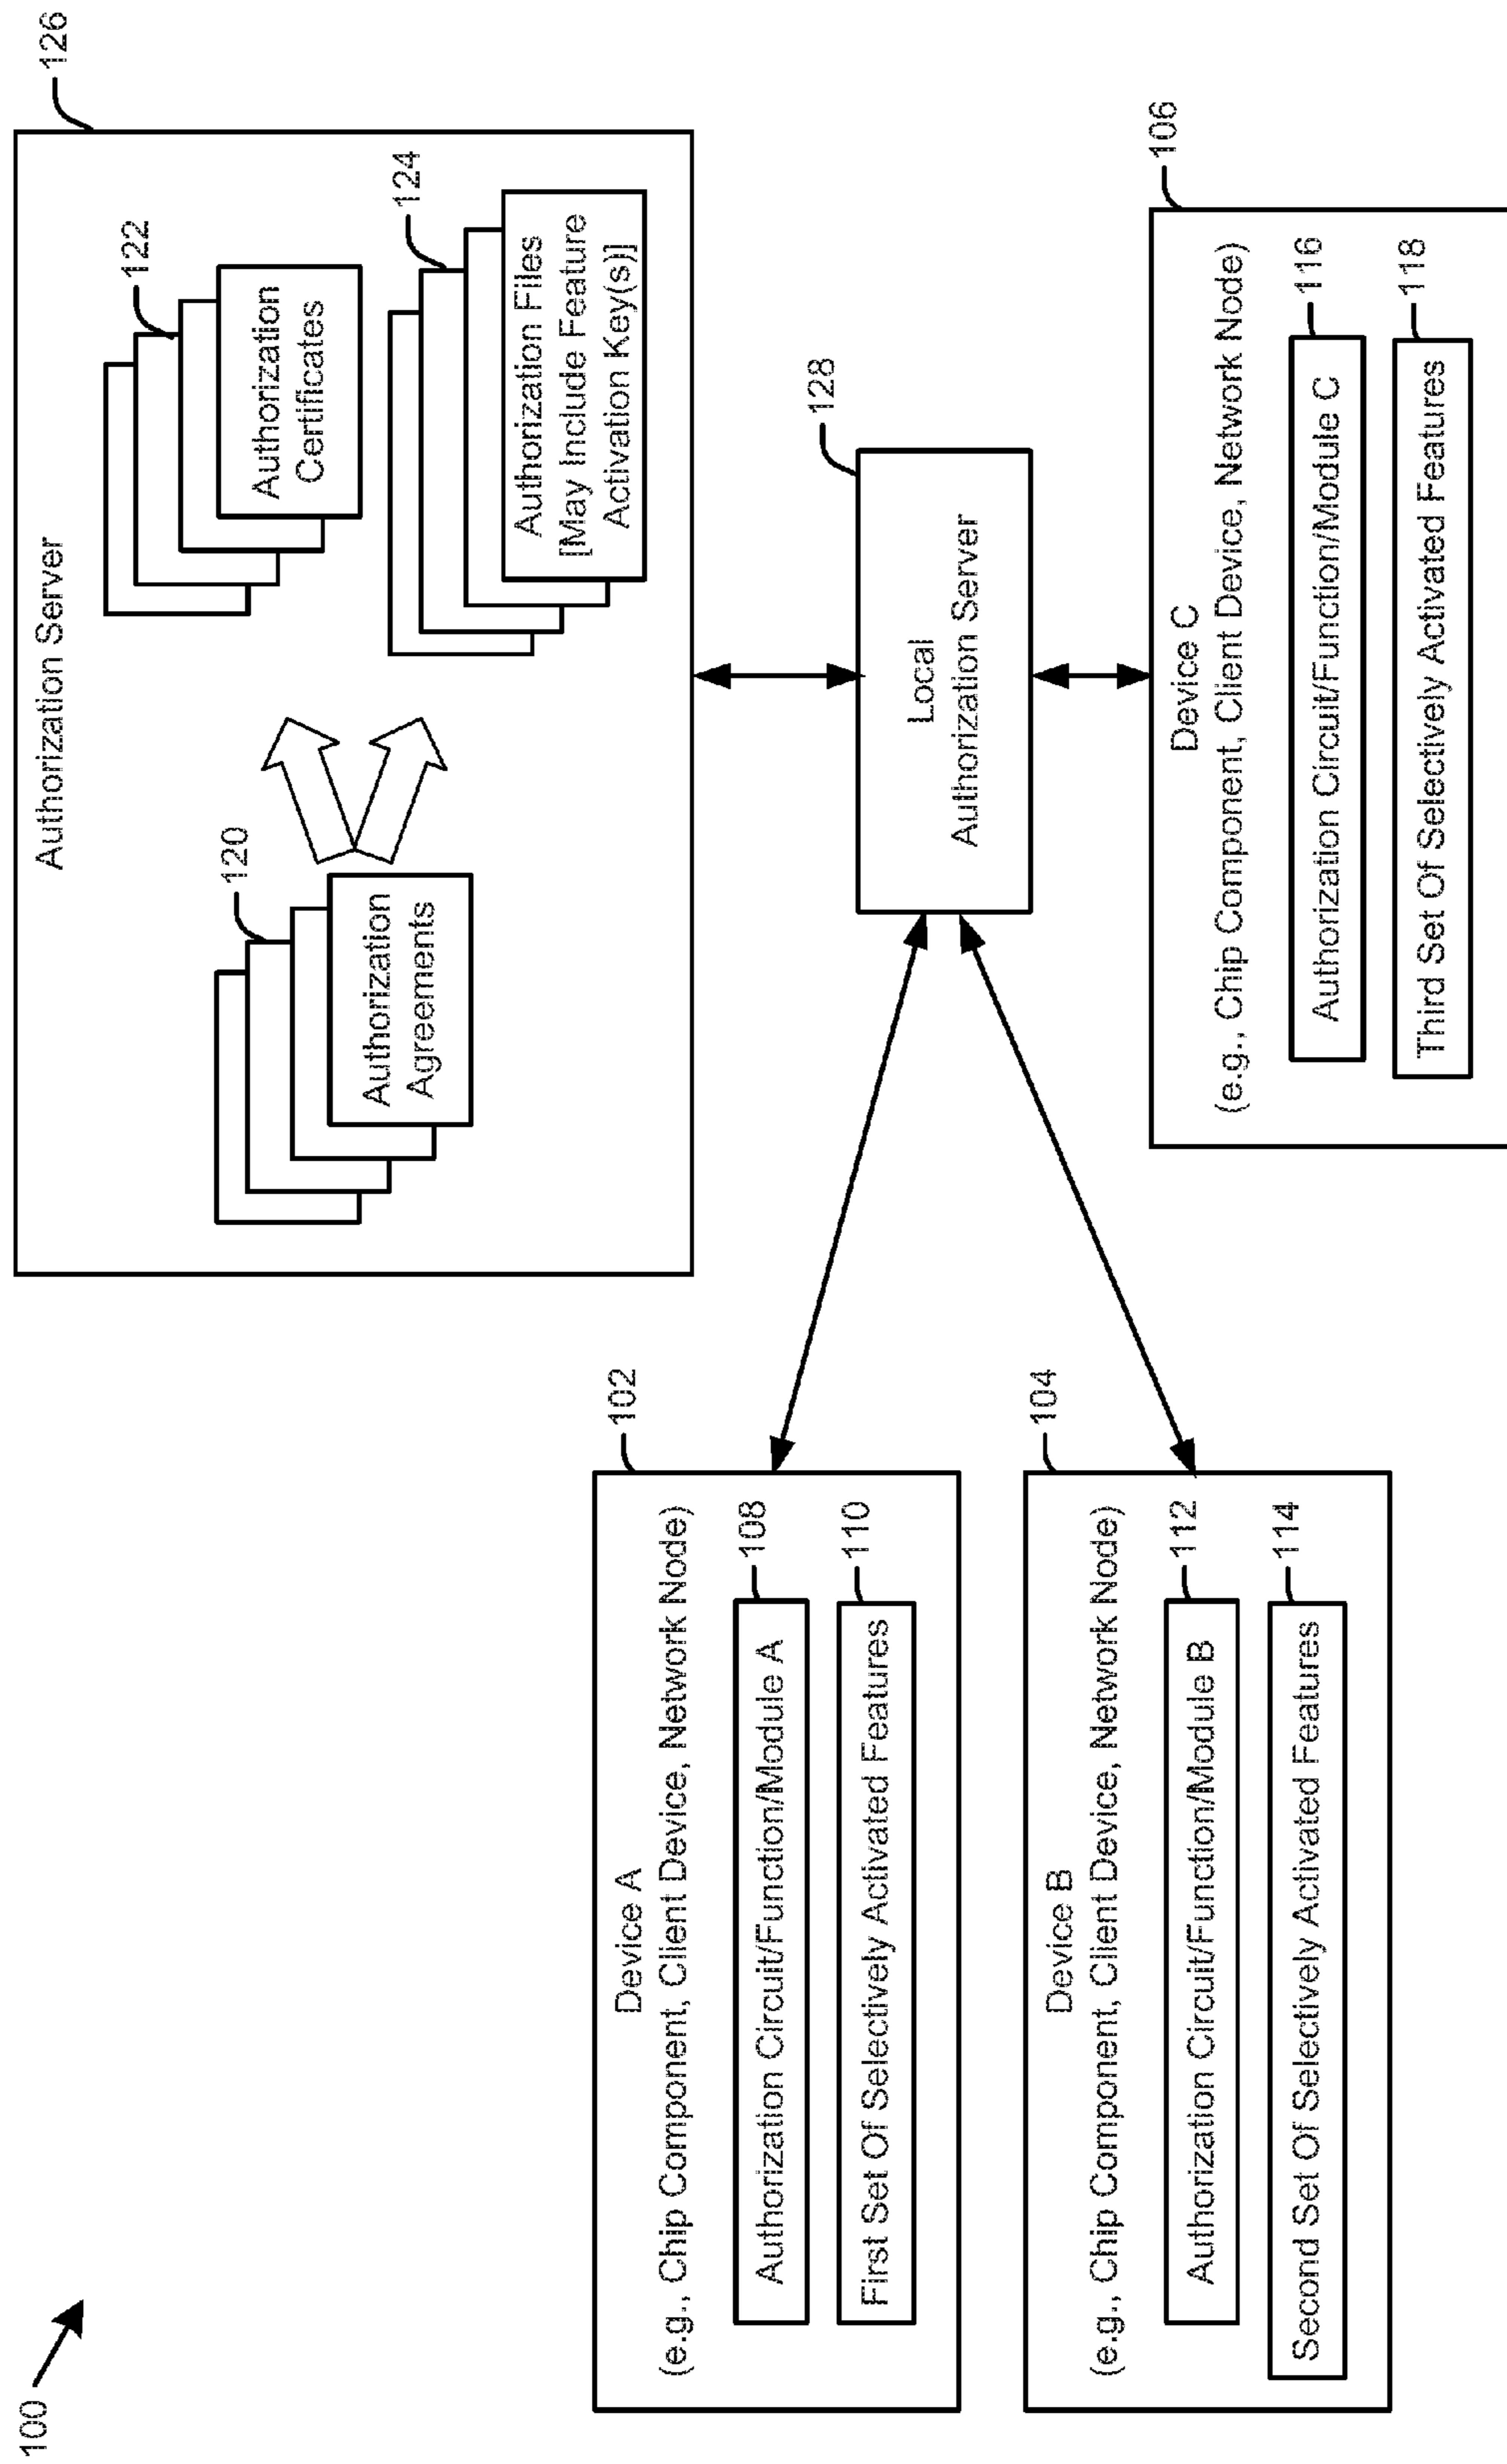 100
Authorization Server
126
Authorization
Agreements
120
Authorization
Certificates
122
Authorization Files
[May Include Feature
Activation Key(s)]
124
Local
Authorization Server
128
Device A
(e.g., Chip Component, Client Device, Network Node)
102
Authorization Circuit/Function/Module A
108
First Set Of Selectively Activated Features
110
Device B
(e.g., Chip Component, Client Device, Network Node)
104
Authorization Circuit/Function/Module B
112
Second Set Of Selectively Activated Features
114
Device C
(e.g., Chip Component, Client Device, Network Node)
106
Authorization Circuit/Function/Module C
116
Third Set Of Selectively Activated Features
118